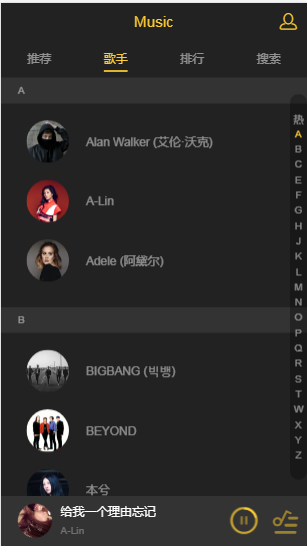 Music
推荐 歌手 排行 搜索
A
Alan Walker (艾伦·沃克)
A-Lin
Adele (阿黛尔)
B
BIGBANG (빅뱅)
BEYOND
本兮
热
A
B
C
E
F
G
H
J
K
L
M
N
O
P
Q
R
S
T
W
X
Y
Z
给我一个理由忘记
A-Lin